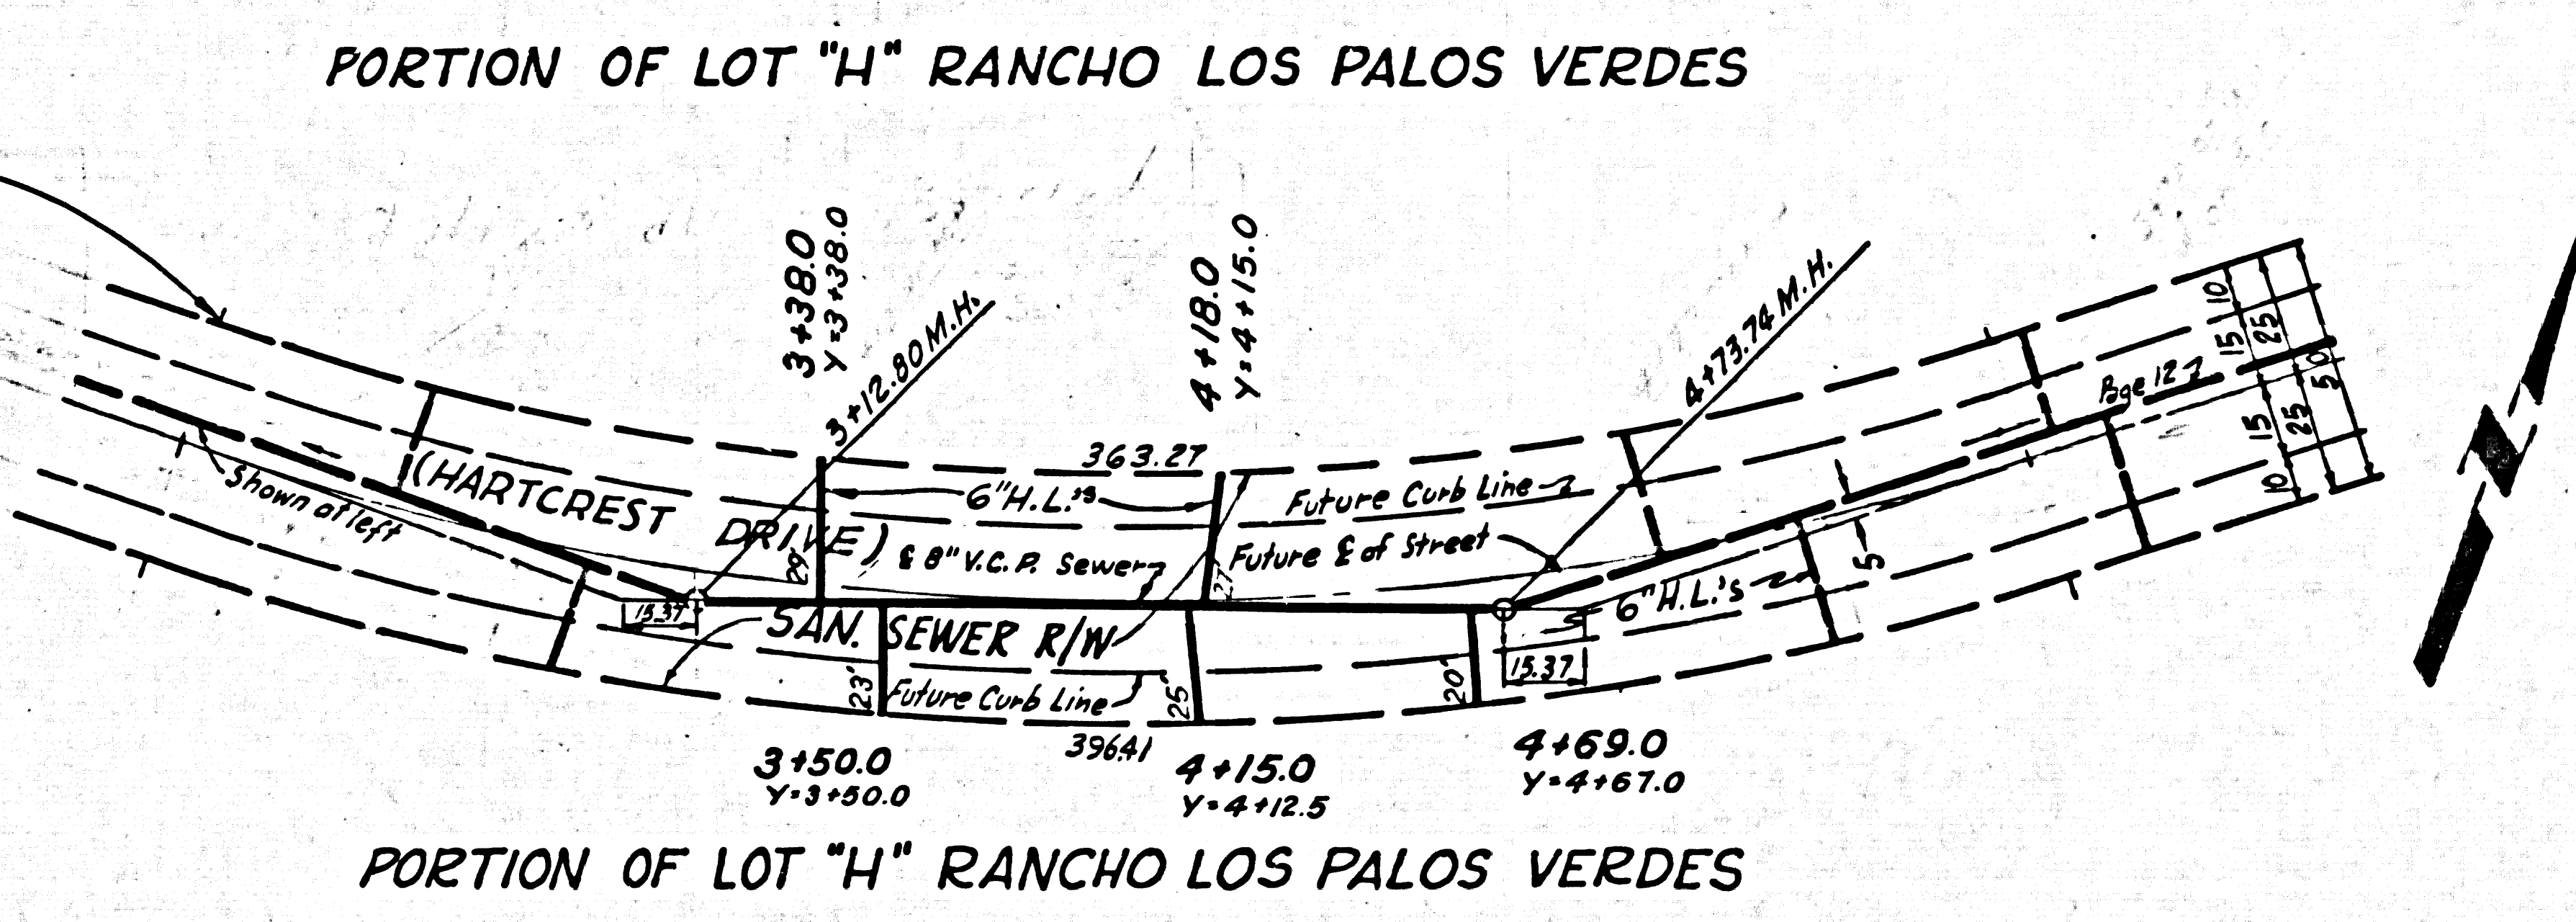 PORTION OF LOT "H" RANCHO LOS PALOS VERDES
3+38.0
Y=3+38.0
3+12.80 M.H.
4+18.0
Y=4+15.0
4+73.74 M.H.
10
15
25
10
5
15
25
10
Pge 12
363.27
6" H.L.'s
Future Curb Line
(CHARTCREST DRIVE)
Shown at left
29'
℄ 8" V.C.P. Sewer
27'
Future ℄ of Street
5
6" H.L.'s
15.37
SAN. SEWER R/W
15.37
23'
Future Curb Line
25'
20'
396.41
3+50.0
Y=3+50.0
4+15.0
Y=4+12.5
4+69.0
Y=4+67.0
PORTION OF LOT "H" RANCHO LOS PALOS VERDES